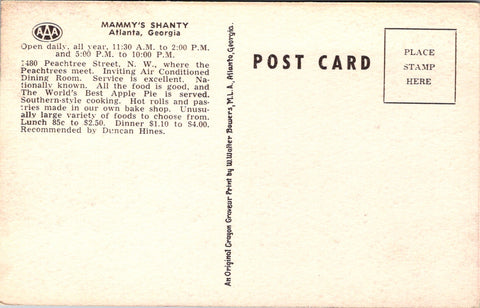 AAA
MAMMY'S SHANTY
Atlanta, Georgia
Open daily, all year, 11:30 A.M. to 2:00 P.M.
and 5:00 P.M. to 10:00 P.M.
1480 Peachtree Street, N. W., where the
Peachtrees meet. Inviting Air Conditioned
Dining Room. Service is excellent. Na-
tionally known. All the food is good, and
The World's Best Apple Pie is served.
Southern-style cooking. Hot rolls and pas-
tries made in our own bake shop. Unusu-
ally large variety of foods to choose from.
Lunch 85c to $2.50. Dinner $1.10 to $4.00.
Recommended by Duncan Hines.
An Original Crayon Graveur Print by W. Walter Bowers, M.L.A., Atlanta, Georgia.
POST CARD
PLACE
STAMP
HERE